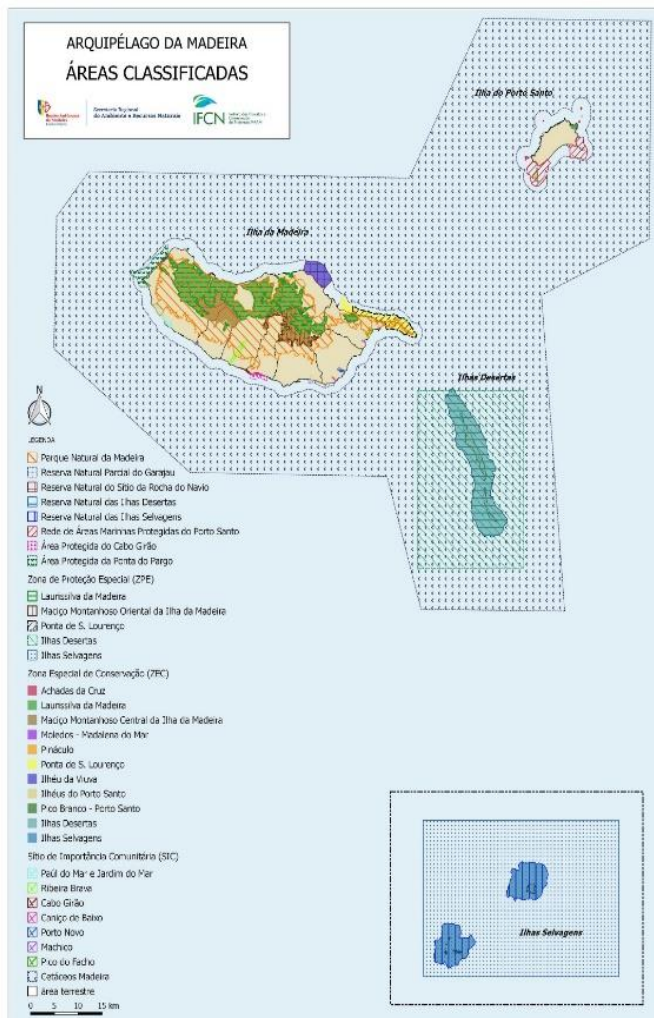 ARQUIPÉLAGO DA MADEIRA
ÁREAS CLASSIFICADAS
Secretaria Regional
do Ambiente e Recursos Naturais
IFCN
Ilha do Porto Santo
Ilha da Madeira
Ilhas Desertas
N
LEGENDA
Parque Natural da Madeira
Reserva Natural Parcial do Garajau
Reserva Natural do Sítio da Rocha do Navio
Reserva Natural das Ilhas Desertas
Reserva Natural das Ilhas Selvagens
Rede de Áreas Marinhas Protegidas do Porto Santo
Área Protegida do Cabo Girão
Área Protegida da Ponta do Pargo
Zona de Proteção Especial (ZPE)
Laurissilva da Madeira
Maciço Montanhoso Oriental da Ilha da Madeira
Ponta de S. Lourenço
Ilhas Desertas
Ilhas Selvagens
Zona Especial de Conservação (ZEC)
Achadas da Cruz
Laurissilva da Madeira
Maciço Montanhoso Central da Ilha da Madeira
Moledos - Madalena do Mar
Pináculo
Ponta de S. Lourenço
Ilhéu da Viuva
Ilhéus do Porto Santo
Pico Branco - Porto Santo
Ilhas Desertas
Ilhas Selvagens
Sítio de Importância Comunitária (SIC)
Paúl do Mar e Jardim do Mar
Ribeira Brava
Cabo Girão
Caniço de Baixo
Porto Novo
Machico
Pico do Facho
Cetáceos Madeira
área terrestre
0 5 10 15 km
Ilhas Selvagens